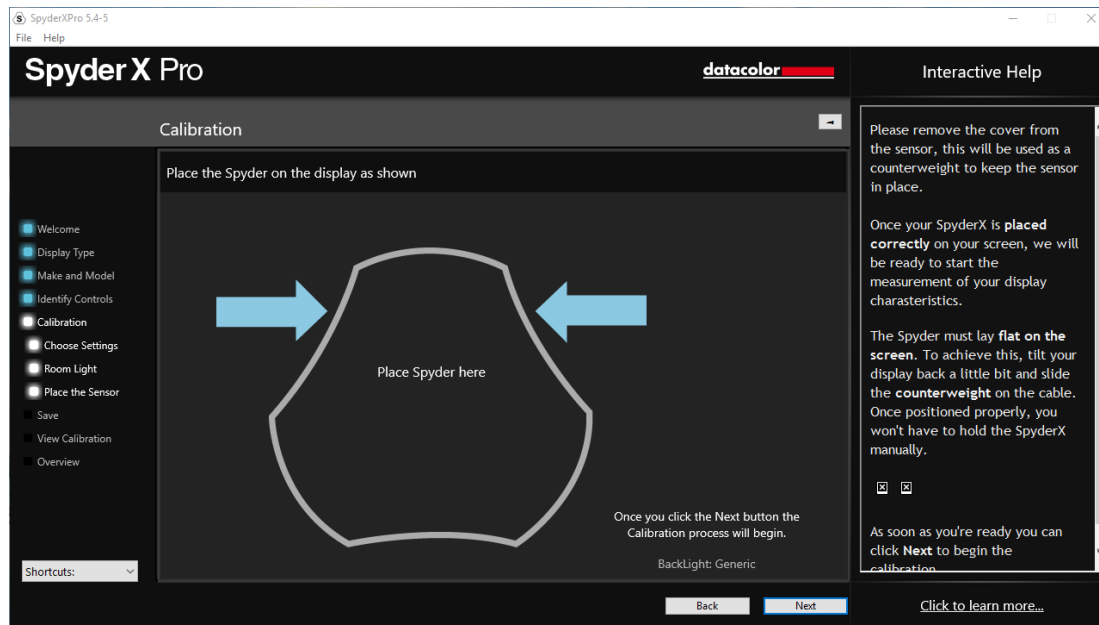 SpyderXPro 5.4-5
File Help
Spyder X Pro
datacolor
Interactive Help
Calibration
Place the Spyder on the display as shown
Welcome
Display Type
Make and Model
Identify Controls
Calibration
Choose Settings
Room Light
Place the Sensor
Save
View Calibration
Overview
Shortcuts:
Place Spyder here
Once you click the Next button the
Calibration process will begin.
BackLight: Generic
Back
Next
Please remove the cover from
the sensor, this will be used as a
counterweight to keep the sensor
in place.
Once your SpyderX is placed
correctly on your screen, we will
be ready to start the
measurement of your display
charasteristics.
The Spyder must lay flat on the
screen. To achieve this, tilt your
display back a little bit and slide
the counterweight on the cable.
Once positioned properly, you
won't have to hold the SpyderX
manually.
As soon as you're ready you can
click Next to begin the
calibration
Click to learn more...